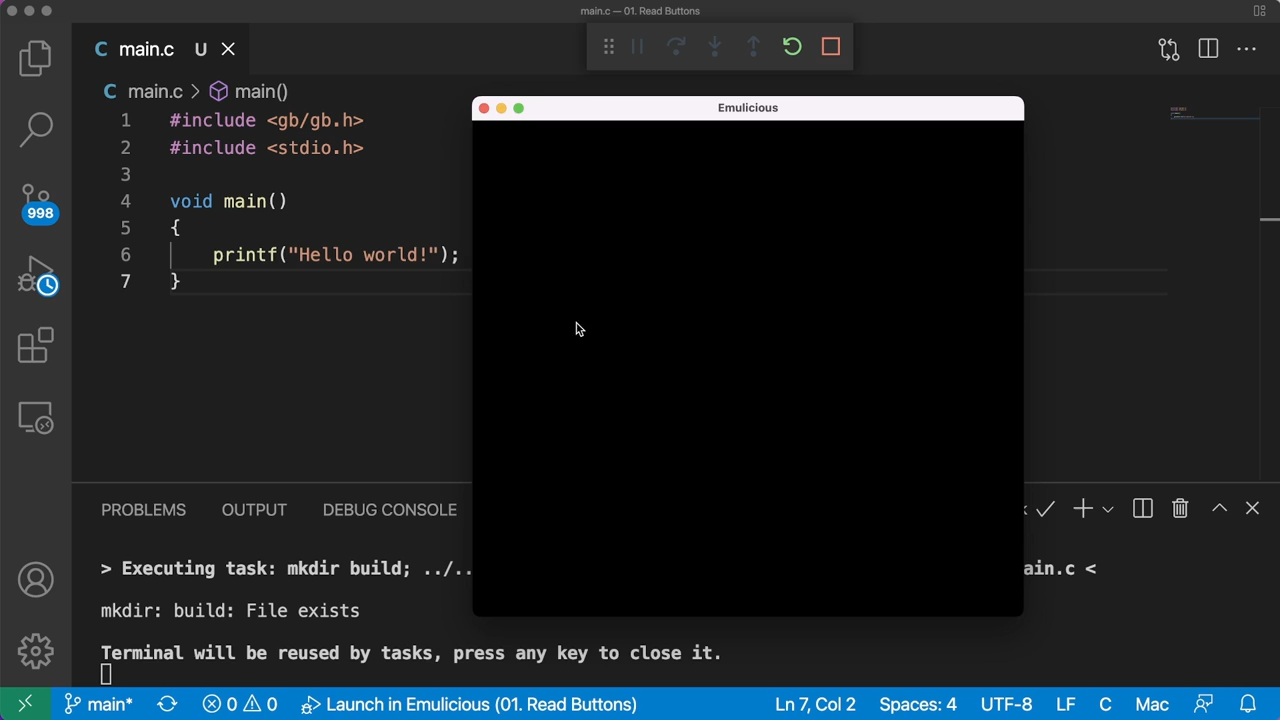 main.c — 01. Read Buttons
C main.c U
C main.c > main()
Emulicious
1 #include <gb/gb.h>
2 #include <stdio.h>
3
4 void main()
5 {
6 printf("Hello world!");
7 }
998
PROBLEMS OUTPUT DEBUG CONSOLE
> Executing task: mkdir build; ../.. ain.c <
mkdir: build: File exists
Terminal will be reused by tasks, press any key to close it.
main* 0 0 Launch in Emulicious (01. Read Buttons) Ln 7, Col 2 Spaces: 4 UTF-8 LF C Mac